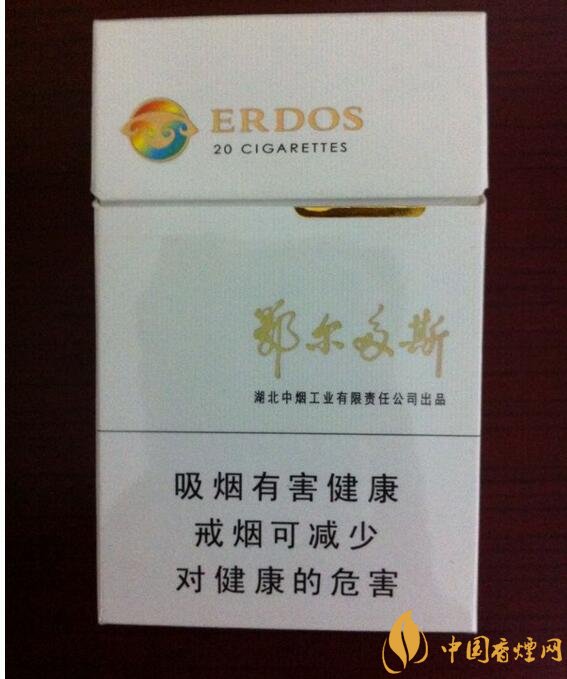 ERDOS
20 CIGARETTES
鄂尔多斯
湖北中烟工业有限责任公司出品
吸烟有害健康
戒烟可减少
对健康的危害
中国香煙网